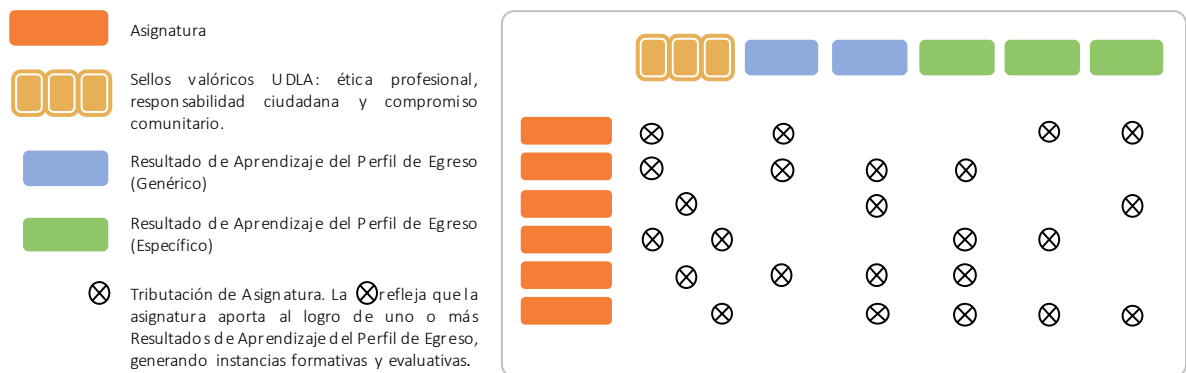 Asignatura
Sellos valóricos UDLA: ética profesional,
responsabilidad ciudadana y compromiso
comunitario.
Resultado de Aprendizaje del Perfil de Egreso
(Genérico)
Resultado de Aprendizaje del Perfil de Egreso
(Específico)
Tributación de Asignatura. La refleja que la
asignatura aporta al logro de uno o más
Resultados de Aprendizaje del Perfil de Egreso,
generando instancias formativas y evaluativas.